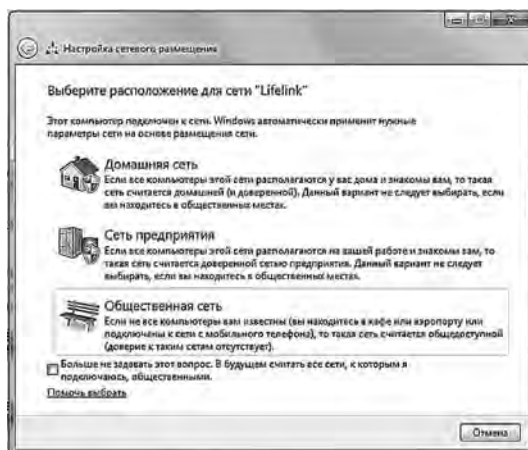 Настройка сетевого размещения
Выберите расположение для сети "Lifelink"
Этот компьютер подключен к сети. Windows автоматически применит нужные
параметры сети на основе размещения сети.
Домашняя сеть
Если все компьютеры этой сети располагаются у вас дома и знакомы вам, то такая
сеть считается домашней (и доверенной). Данный вариант не следует выбирать, если
вы находитесь в общественных местах.
Сеть предприятия
Если все компьютеры этой сети располагаются на вашей работе и знакомы вам, то
такая сеть считается доверенной сетью предприятия. Данный вариант не следует
выбирать, если вы находитесь в общественных местах.
Общественная сеть
Если не все компьютеры вам известны (вы находитесь в кафе или аэропорту или
подключены к сети с мобильного телефона), то такая сеть считается общедоступной
(доверие к таким сетям отсутствует).
Больше не задавать этот вопрос. В будущем считать все сети, к которым я
подключаюсь, общественными.
Помочь выбрать
Отмена